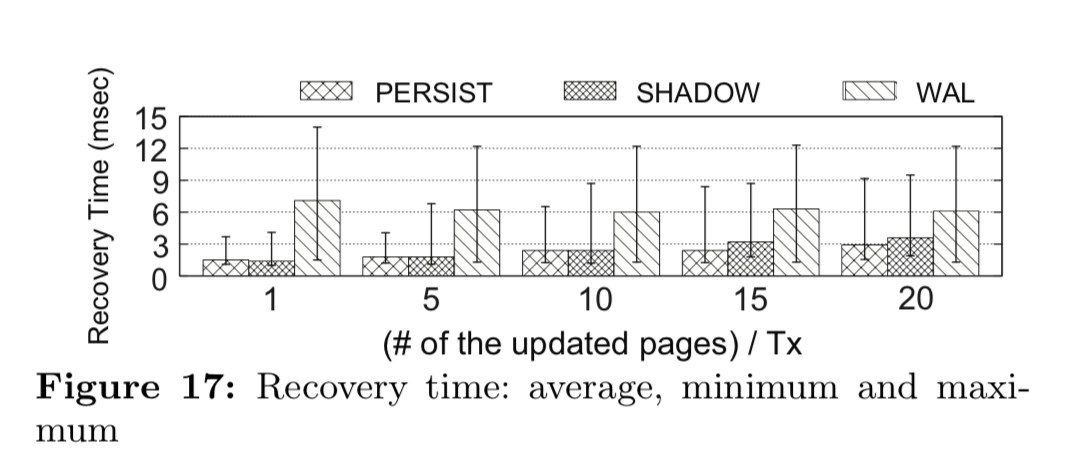 PERSIST SHADOW WAL
Recovery Time (msec)
15
12
9
6
3
0
1 5 10 15 20
(# of the updated pages) / Tx
Figure 17: Recovery time: average, minimum and maxi-
mum